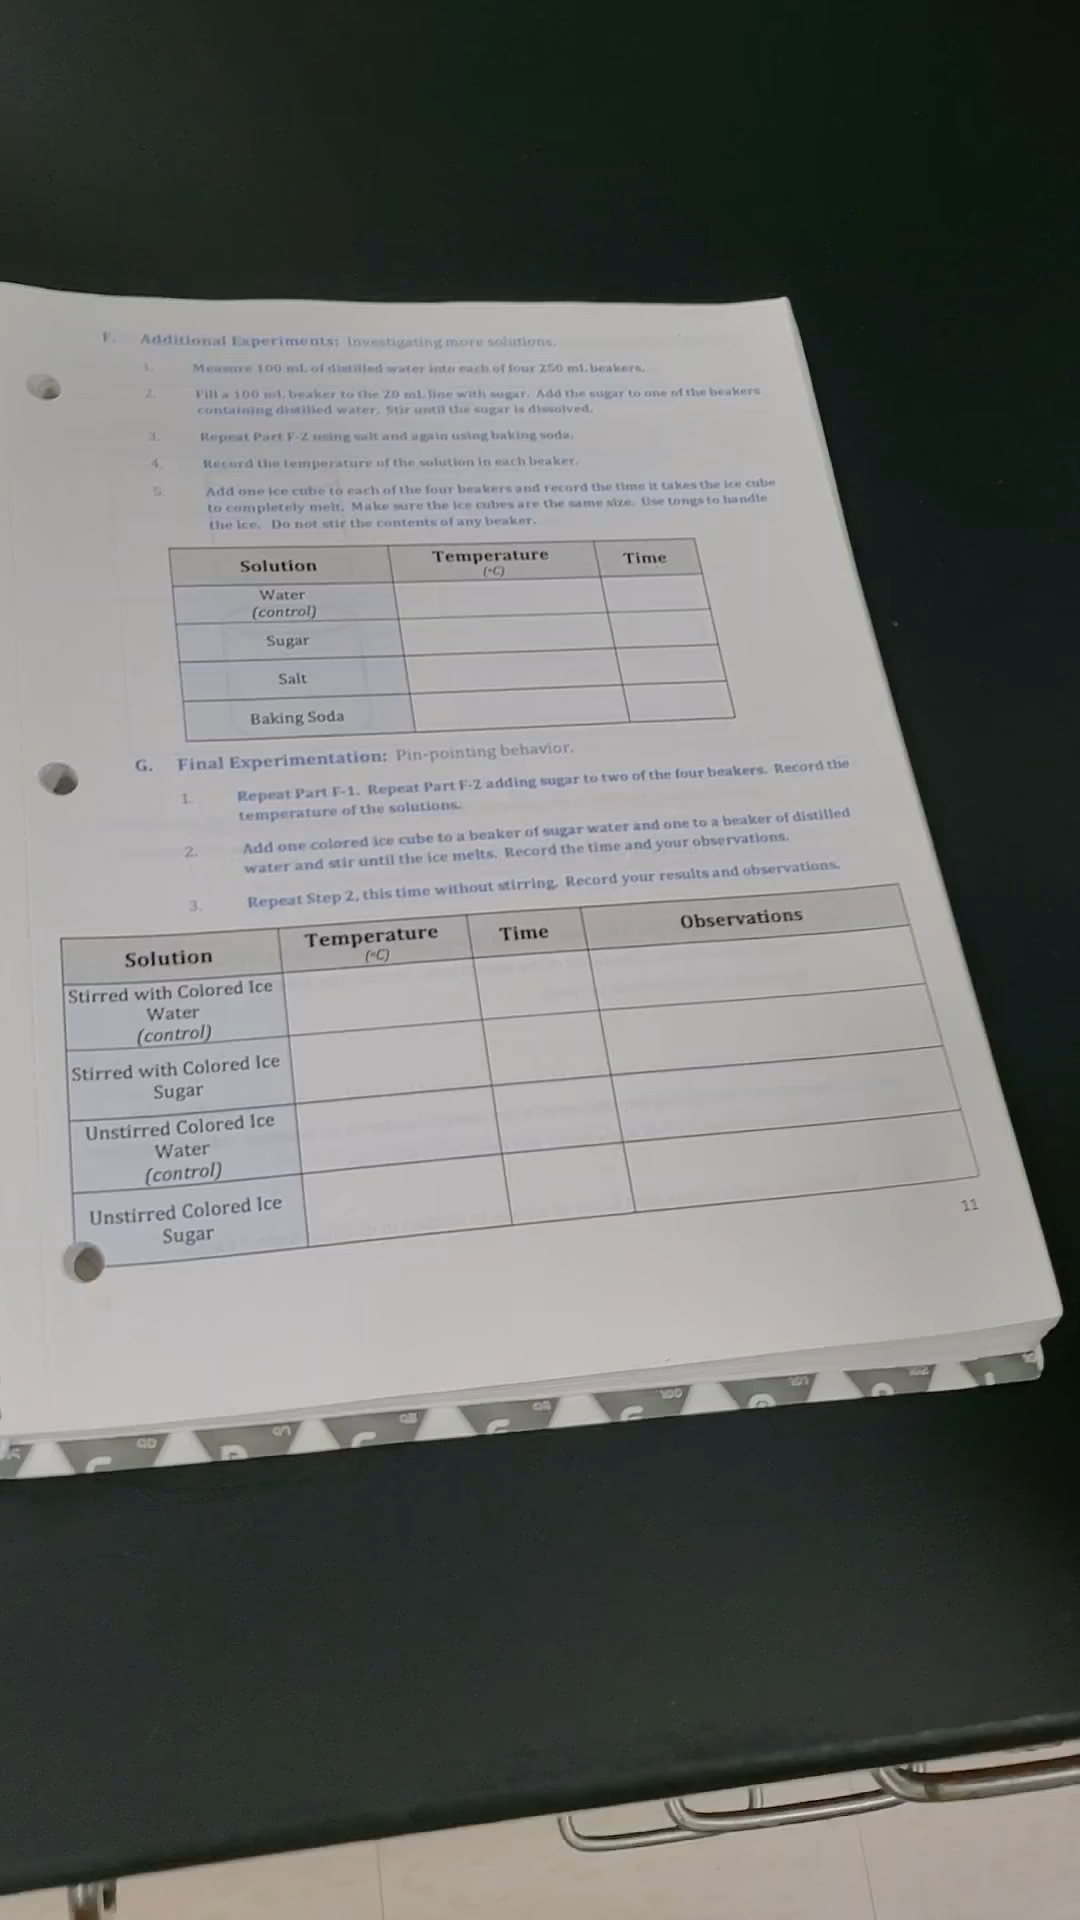 F. Additional Experiments: Investigating more solutions.
1. Measure 100 mL of distilled water into each of four 250 mL beakers.
2. Fill a 100 mL beaker to the 20 mL line with sugar. Add the sugar to one of the beakers
containing distilled water. Stir until the sugar is dissolved.
3. Repeat Part F-2 using salt and again using baking soda.
4. Record the temperature of the solution in each beaker.
5. Add one ice cube to each of the four beakers and record the time it takes the ice cube
to completely melt. Make sure the ice cubes are the same size. Use tongs to handle
the ice. Do not stir the contents of any beaker.
Solution Temperature Time
(°C)
Water
(control)
Sugar
Salt
Baking Soda
G. Final Experimentation: Pin-pointing behavior.
1. Repeat Part F-1. Repeat Part F-2 adding sugar to two of the four beakers. Record the
temperature of the solutions.
2. Add one colored ice cube to a beaker of sugar water and one to a beaker of distilled
water and stir until the ice melts. Record the time and your observations.
3. Repeat Step 2, this time without stirring. Record your results and observations.
Solution Temperature Time Observations
(°C)
Stirred with Colored Ice
Water
(control)
Stirred with Colored Ice
Sugar
Unstirred Colored Ice
Water
(control)
Unstirred Colored Ice
Sugar
11